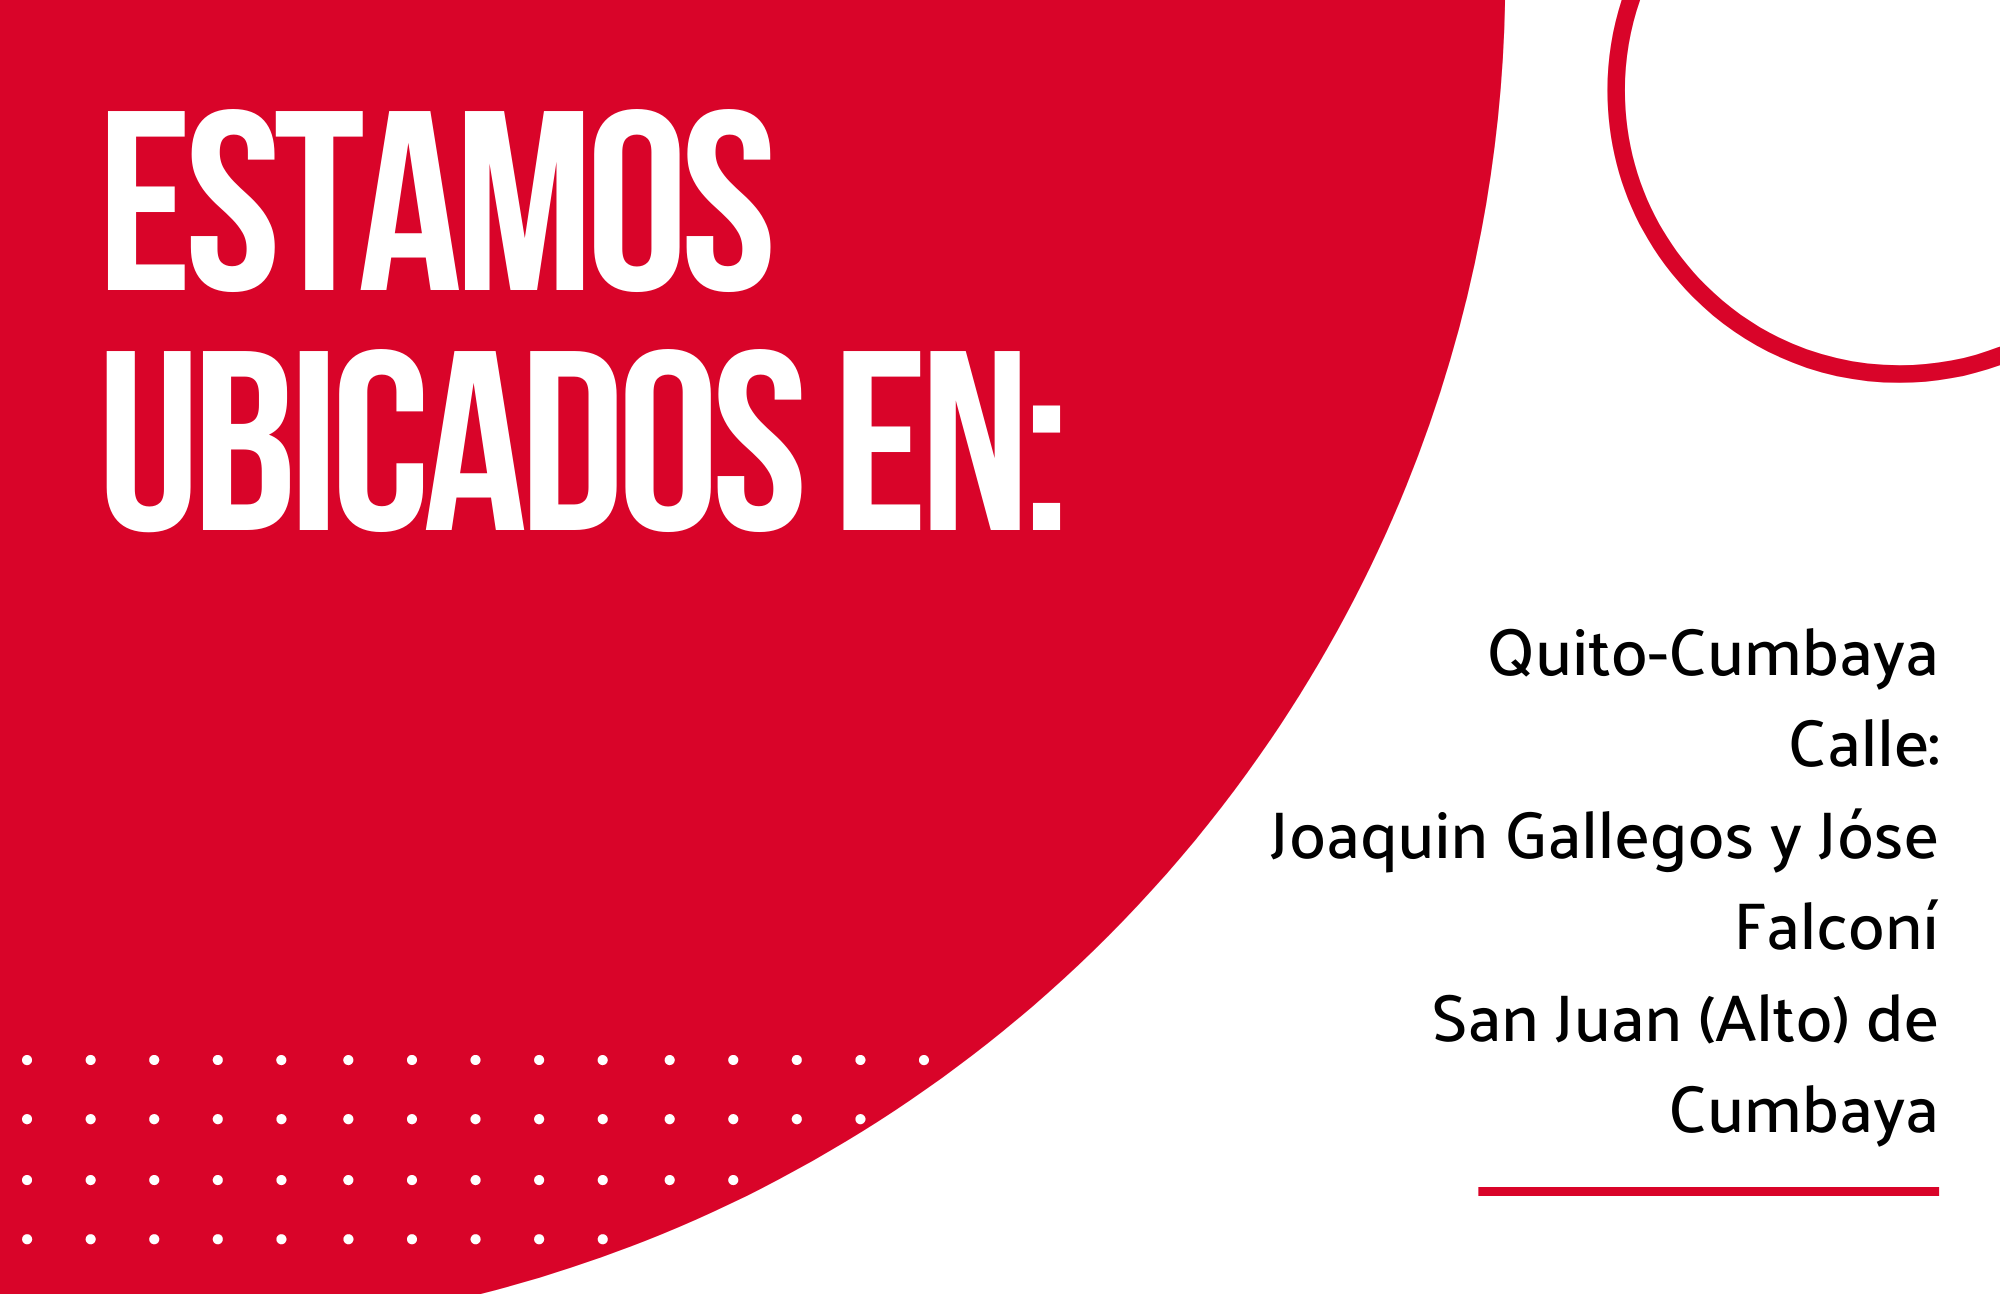 ESTAMOS
UBICADOS EN:
Quito-Cumbaya
Calle:
Joaquin Gallegos y Jóse
Falconí
San Juan (Alto) de
Cumbaya